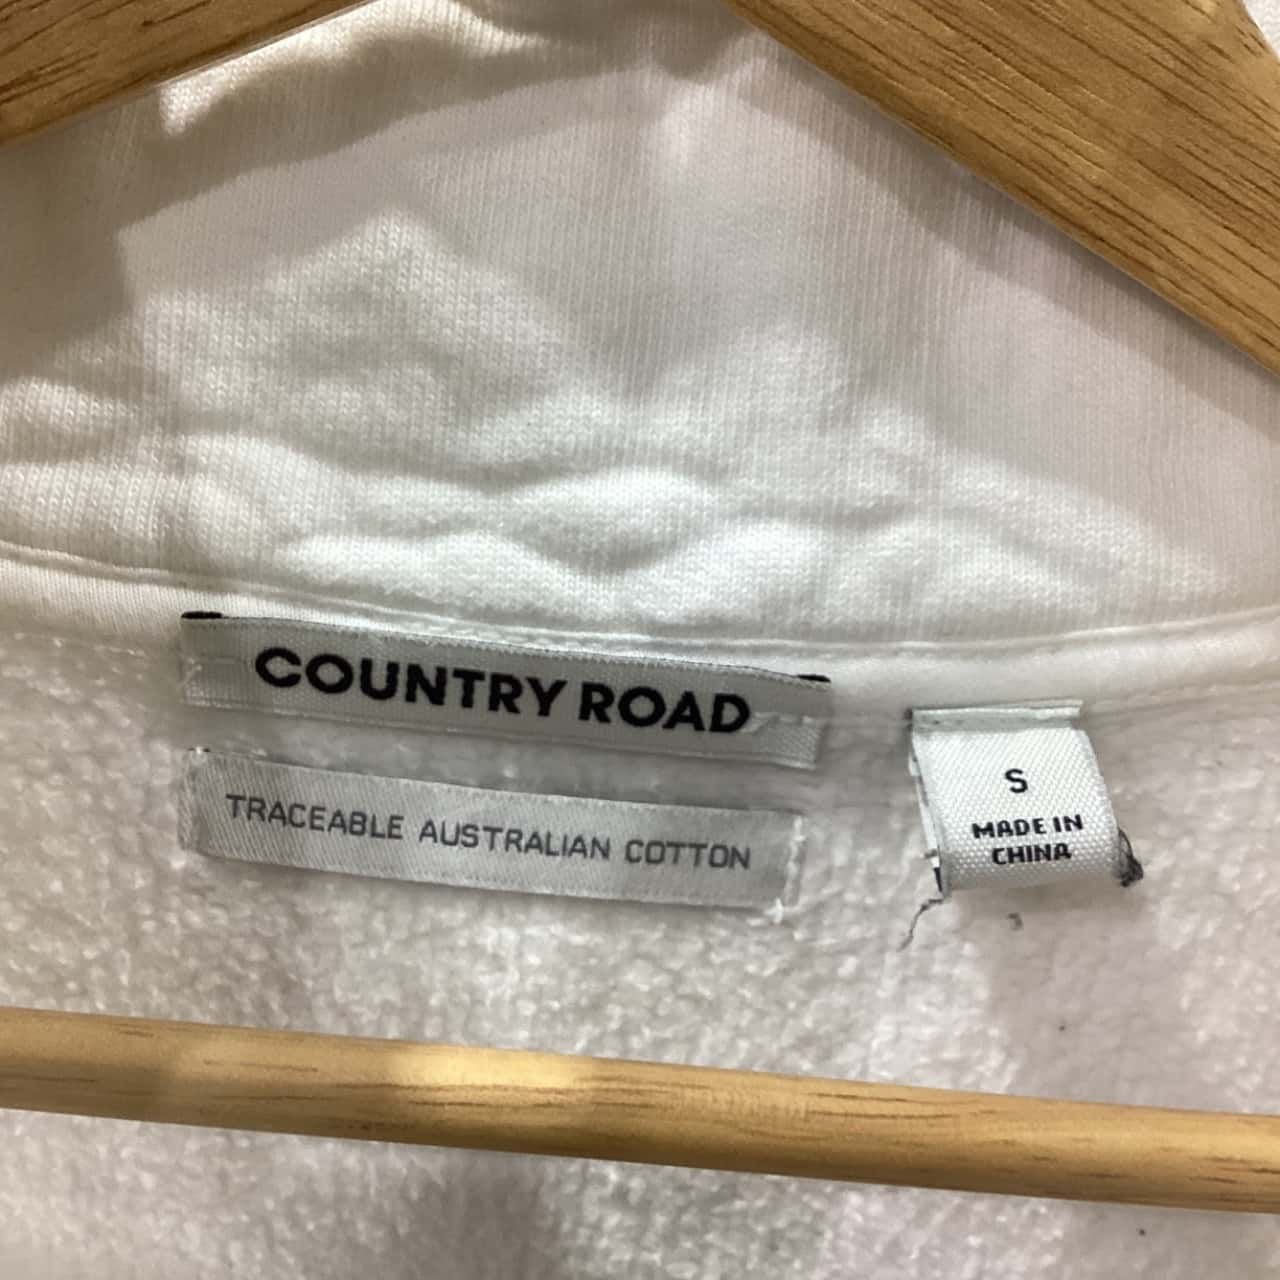 COUNTRY ROAD
TRACEABLE AUSTRALIAN COTTON
S
MADE IN
CHINA